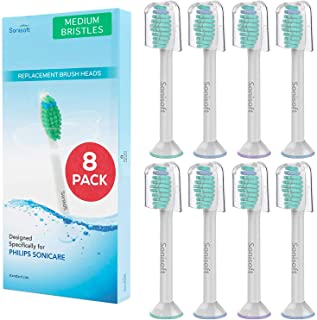 Sonisoft
MEDIUM
BRISTLES
REPLACEMENT BRUSH HEADS
8
PACK
Designed
Specifically for
PHILIPS SONICARE
Sonisoft
Sonisoft
Sonisoft
Sonisoft
Sonisoft
Sonisoft
Sonisoft
Sonisoft
Sonisoft